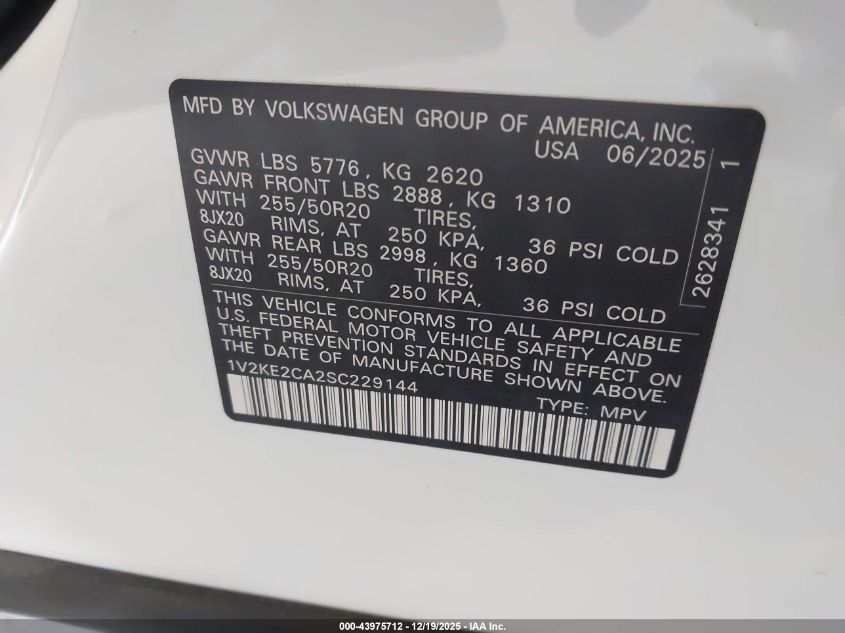 MFD BY VOLKSWAGEN GROUP OF AMERICA, INC.
USA 06/2025
GVWR LBS 5776, KG 2620
GAWR FRONT LBS 2888, KG 1310
WITH 255/50R20 TIRES,
8JX20 RIMS, AT 250 KPA, 36 PSI COLD
GAWR REAR LBS 2998, KG 1360
WITH 255/50R20 TIRES,
8JX20 RIMS, AT 250 KPA, 36 PSI COLD
2628341 1
THIS VEHICLE CONFORMS TO ALL APPLICABLE
U.S. FEDERAL MOTOR VEHICLE SAFETY AND
THEFT PREVENTION STANDARDS IN EFFECT ON
THE DATE OF MANUFACTURE SHOWN ABOVE.
1V2KE2CA2SC229144 TYPE: MPV
000-43975712 - 12/19/2025 - IAA Inc.